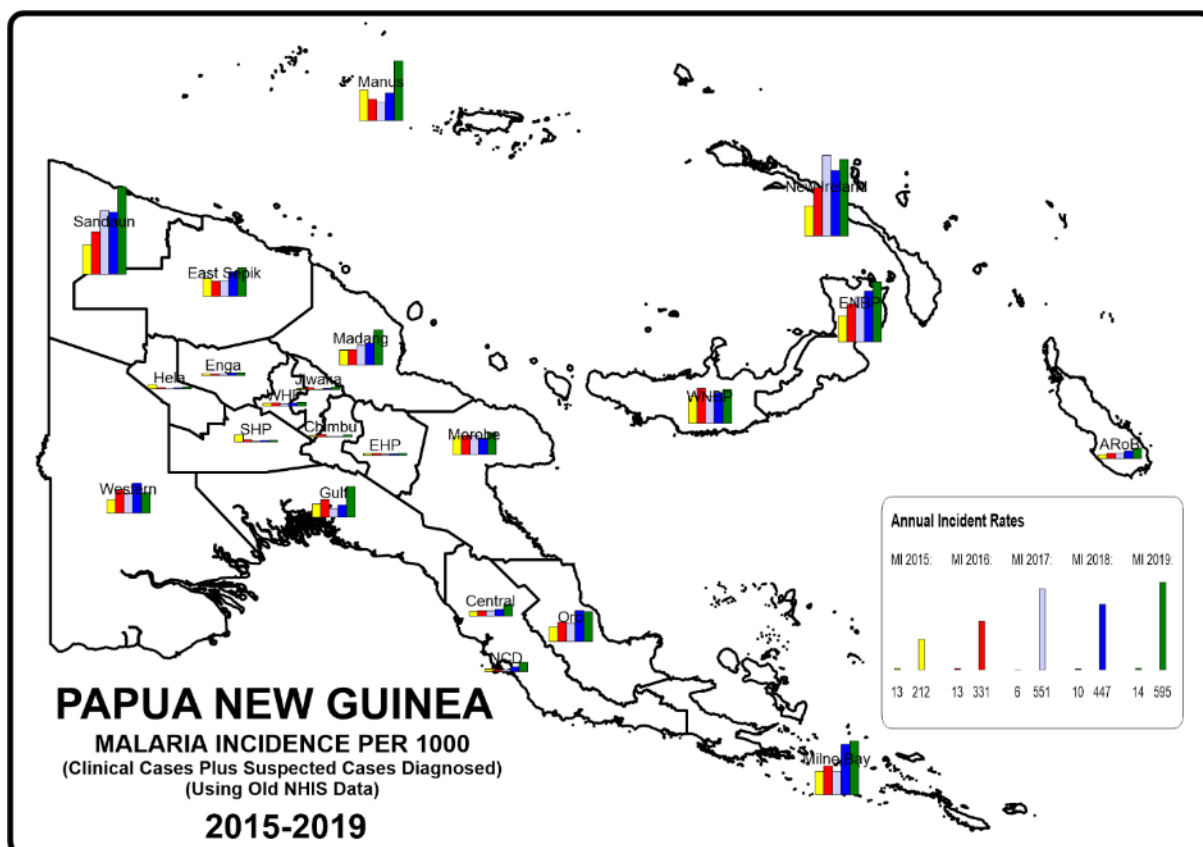 Manus
New Ireland
Sandaun
East Sepik
ENBP
Madang
Enga
Hela
Jiwaka
WHP
WNBP
SHP
Chimbu
EHP
Morobe
ARoB
Western
Gulf
Central
Oro
NCD
Milne Bay
Annual Incident Rates
MI 2015: MI 2016: MI 2017: MI 2018: MI 2019:
13 212 13 331 6 551 10 447 14 595
PAPUA NEW GUINEA
MALARIA INCIDENCE PER 1000
(Clinical Cases Plus Suspected Cases Diagnosed)
(Using Old NHIS Data)
2015-2019